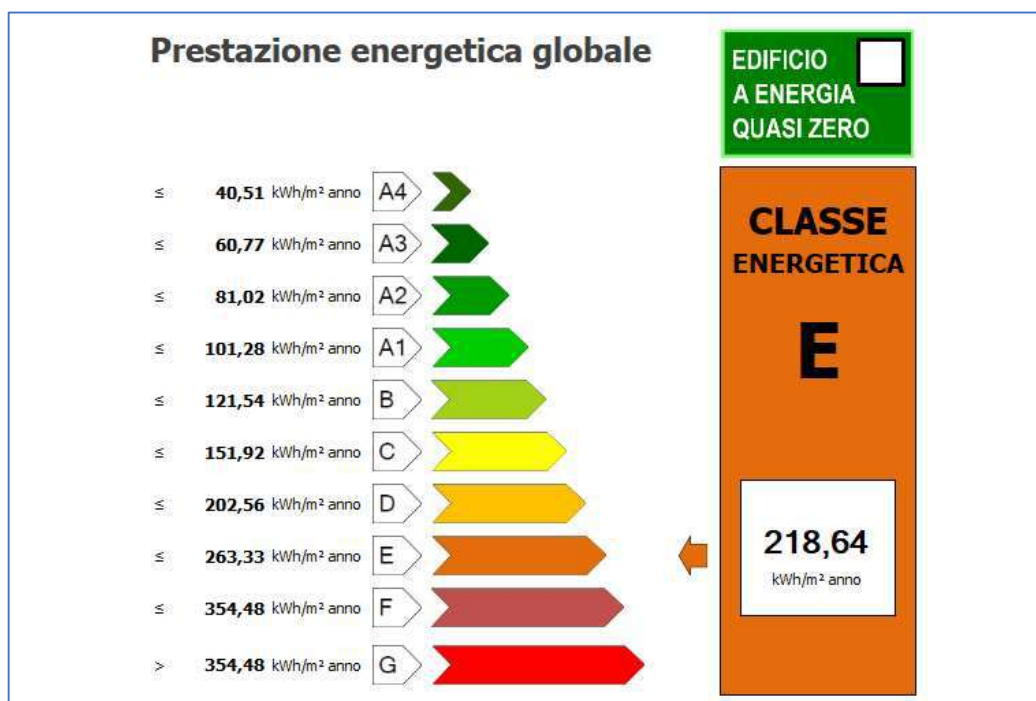 Prestazione energetica globale
EDIFICIO
A ENERGIA
QUASI ZERO
≤ 40,51 kWh/m² anno A4
≤ 60,77 kWh/m² anno A3
≤ 81,02 kWh/m² anno A2
≤ 101,28 kWh/m² anno A1
≤ 121,54 kWh/m² anno B
≤ 151,92 kWh/m² anno C
≤ 202,56 kWh/m² anno D
≤ 263,33 kWh/m² anno E
≤ 354,48 kWh/m² anno F
> 354,48 kWh/m² anno G
CLASSE
ENERGETICA
E
218,64
kWh/m² anno